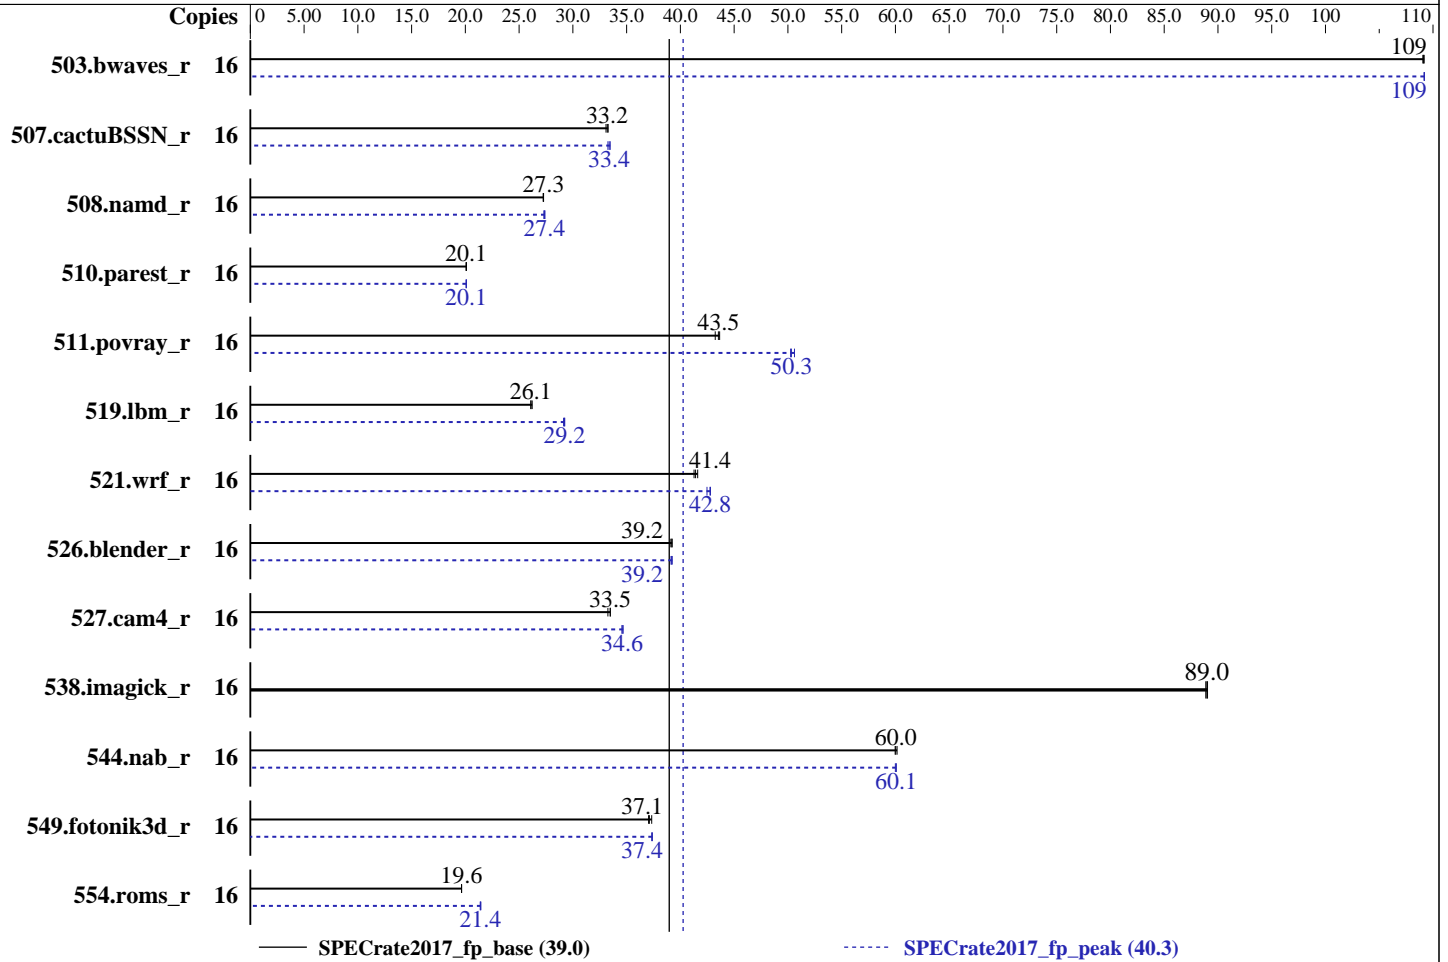 Copies 0 5.00 10.0 15.0 20.0 25.0 30.0 35.0 40.0 45.0 50.0 55.0 60.0 65.0 70.0 75.0 80.0 85.0 90.0 95.0 100 110
109
503.bwaves_r 16
109
33.2
507.cactuBSSN_r 16
33.4
27.3
508.namd_r 16
27.4
20.1
510.parest_r 16
20.1
43.5
511.povray_r 16
50.3
26.1
519.lbm_r 16
29.2
41.4
521.wrf_r 16
42.8
39.2
526.blender_r 16
39.2
33.5
527.cam4_r 16
34.6
89.0
538.imagick_r 16
60.0
544.nab_r 16
60.1
37.1
549.fotonik3d_r 16
37.4
19.6
554.roms_r 16
21.4
SPECrate2017_fp_base (39.0) SPECrate2017_fp_peak (40.3)